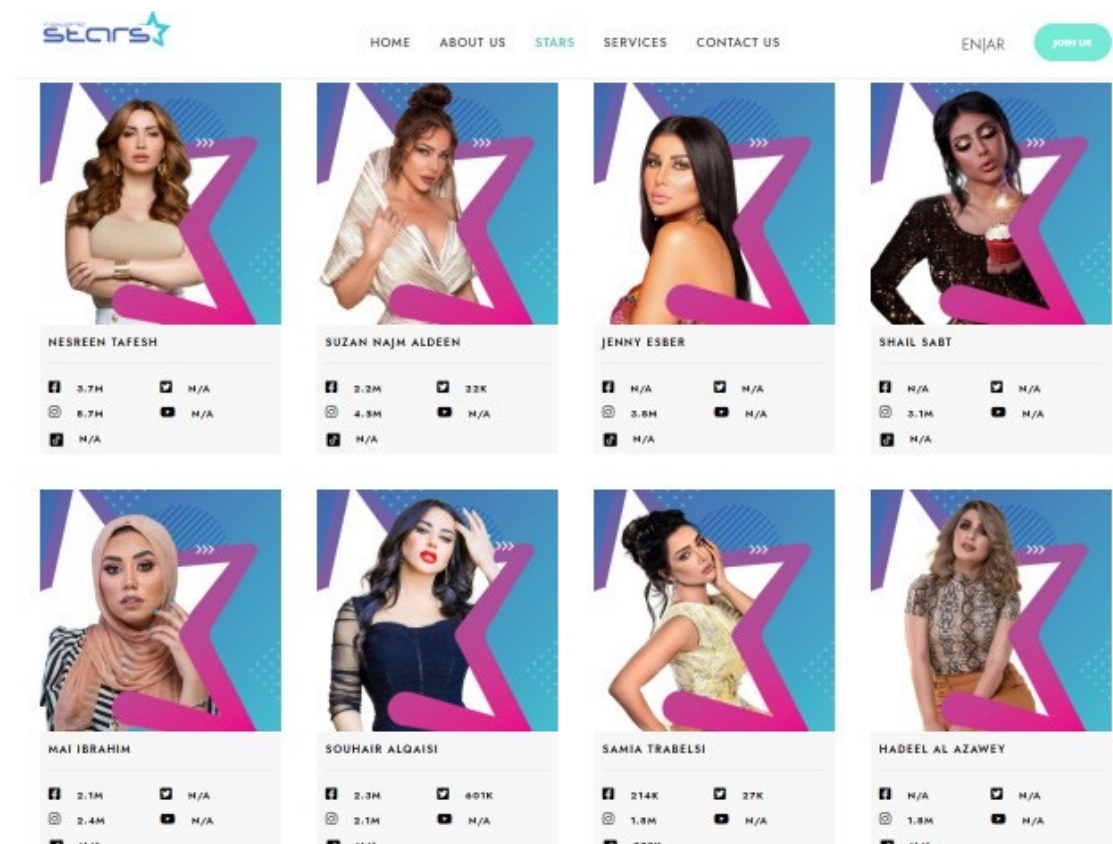 stars
HOME ABOUT US STARS SERVICES CONTACT US EN|AR JOIN US
NESREEN TAFESH SUZAN NAJM ALDEEN JENNY ESBER SHAIL SABT
3.7M N/A 2.2M 22K N/A N/A N/A N/A
8.7M N/A 4.5M N/A 3.8M N/A 3.1M N/A
N/A N/A N/A N/A
MAI IBRAHIM SOUHAIR ALQAISI SAMIA TRABELSI HADEEL AL AZAWEY
2.1M N/A 2.3M 601K 214K 27K N/A N/A
2.4M N/A 2.1M N/A 1.8M N/A 1.8M N/A